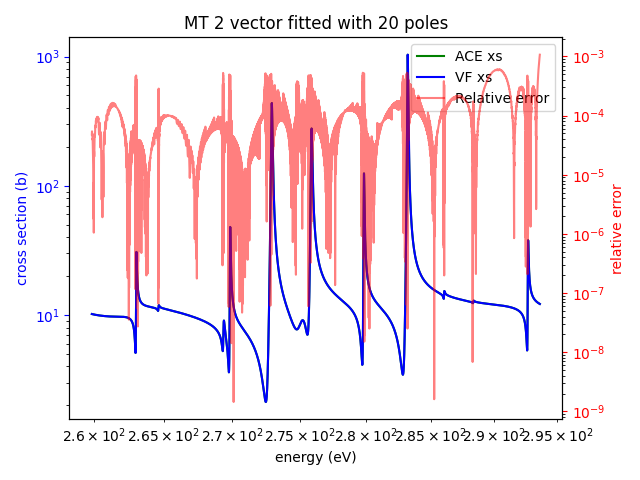 MT 2 vector fitted with 20 poles
ACE xs
VF xs
Relative error
10³
10²
10¹
10⁻³
10⁻⁴
10⁻⁵
10⁻⁶
10⁻⁷
10⁻⁸
10⁻⁹
cross section (b)
relative error
2.6 × 10² 2.65 × 10² 2.7 × 10² 2.75 × 10² 2.8 × 10² 2.85 × 10² 2.9 × 10² 2.95 × 10²
energy (eV)